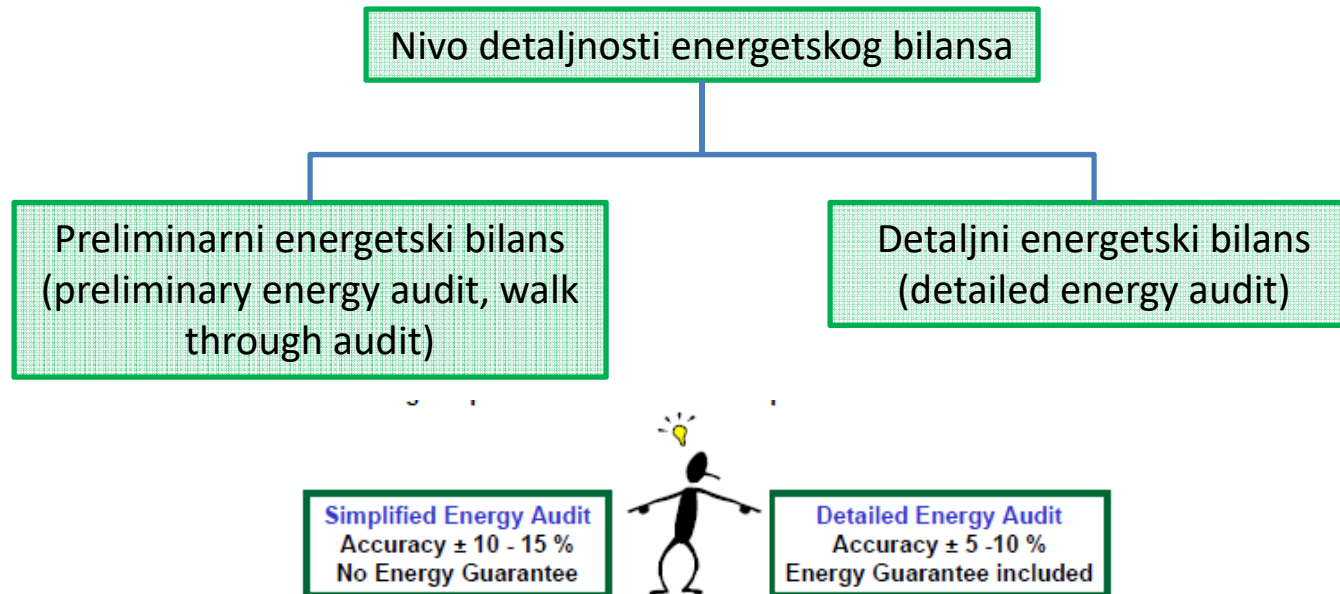 Nivo detaljnosti energetskog bilansa
Preliminarni energetski bilans
(preliminary energy audit, walk
through audit)
Detaljni energetski bilans
(detailed energy audit)
Simplified Energy Audit
Accuracy ± 10 - 15 %
No Energy Guarantee
Detailed Energy Audit
Accuracy ± 5 -10 %
Energy Guarantee included